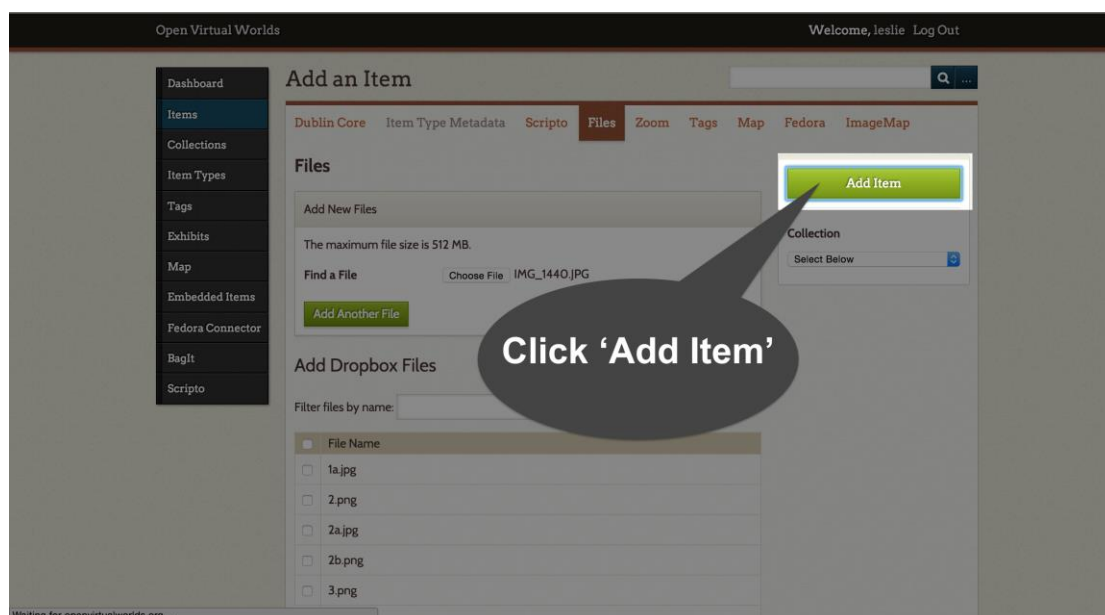 Open Virtual Worlds
Welcome, leslie Log Out
Dashboard
Items
Collections
Item Types
Tags
Exhibits
Map
Embedded Items
Fedora Connector
BagIt
Scripto
Add an Item
...
Dublin Core Item Type Metadata Scripto Files Zoom Tags Map Fedora ImageMap
Files
Add New Files
The maximum file size is 512 MB.
Find a File Choose File IMG_1440.JPG
Add Another File
Add Dropbox Files
Filter files by name:
File Name
1a.jpg
2.png
2a.jpg
2b.png
3.png
Add Item
Collection
Select Below
Click ‘Add Item’
Waiting for openvirtualworlds.org